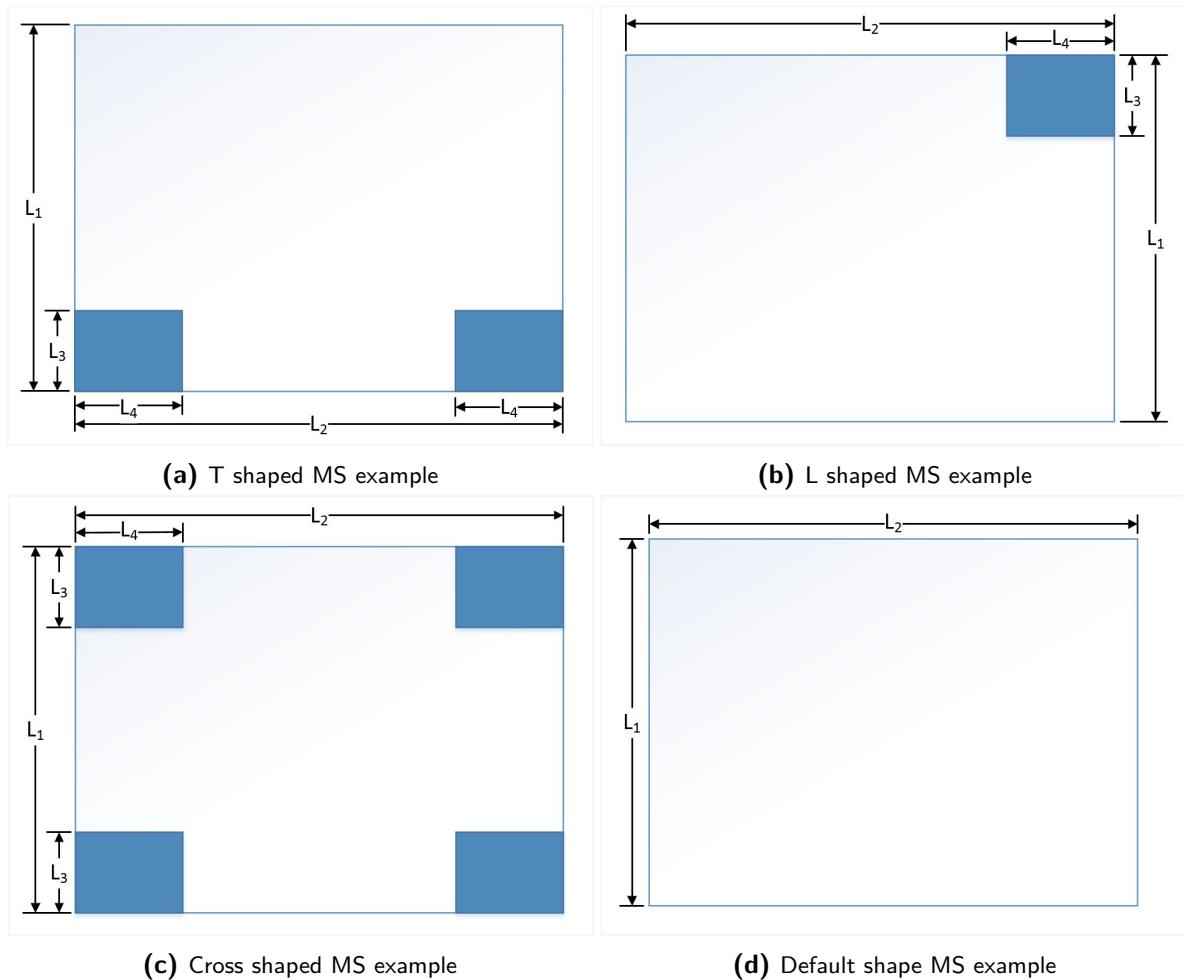 L₁
L₃
L₄
L₄
L₂
(a) T shaped MS example
L₂
L₄
L₃
L₁
(b) L shaped MS example
L₂
L₄
L₃
L₁
L₃
(c) Cross shaped MS example
L₂
L₁
(d) Default shape MS example